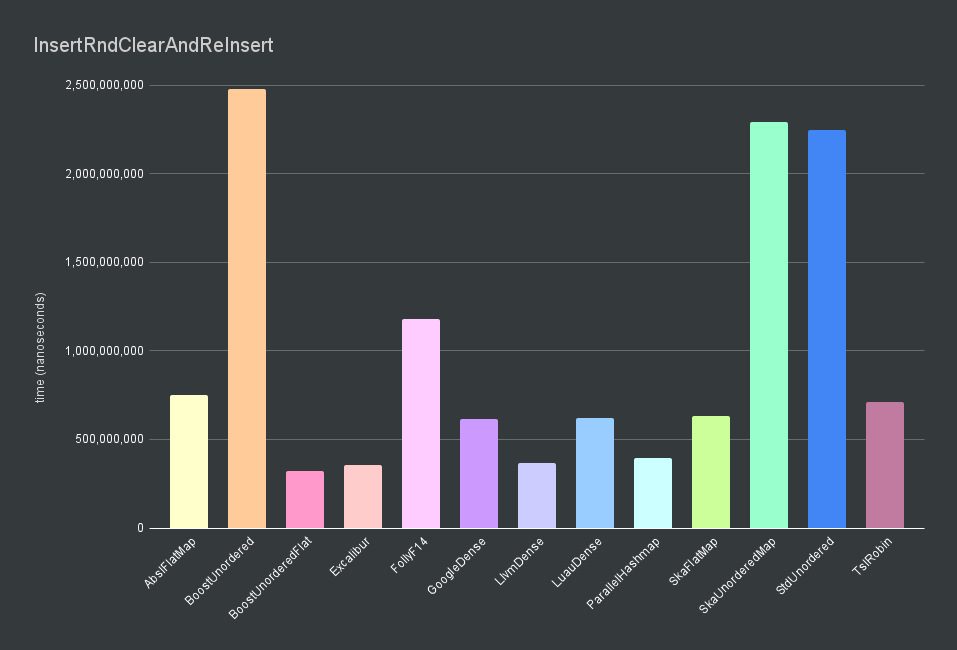 InsertRndClearAndReInsert
time (nanoseconds)
2,500,000,000
2,000,000,000
1,500,000,000
1,000,000,000
500,000,000
0
AbslFlatMap
BoostUnordered
BoostUnorderedFlat
Excalibur
FollyF14
GoogleDense
LlvmDense
LuauDense
ParallelHashmap
SkaFlatMap
SkaUnorderedMap
StdUnordered
TslRobin